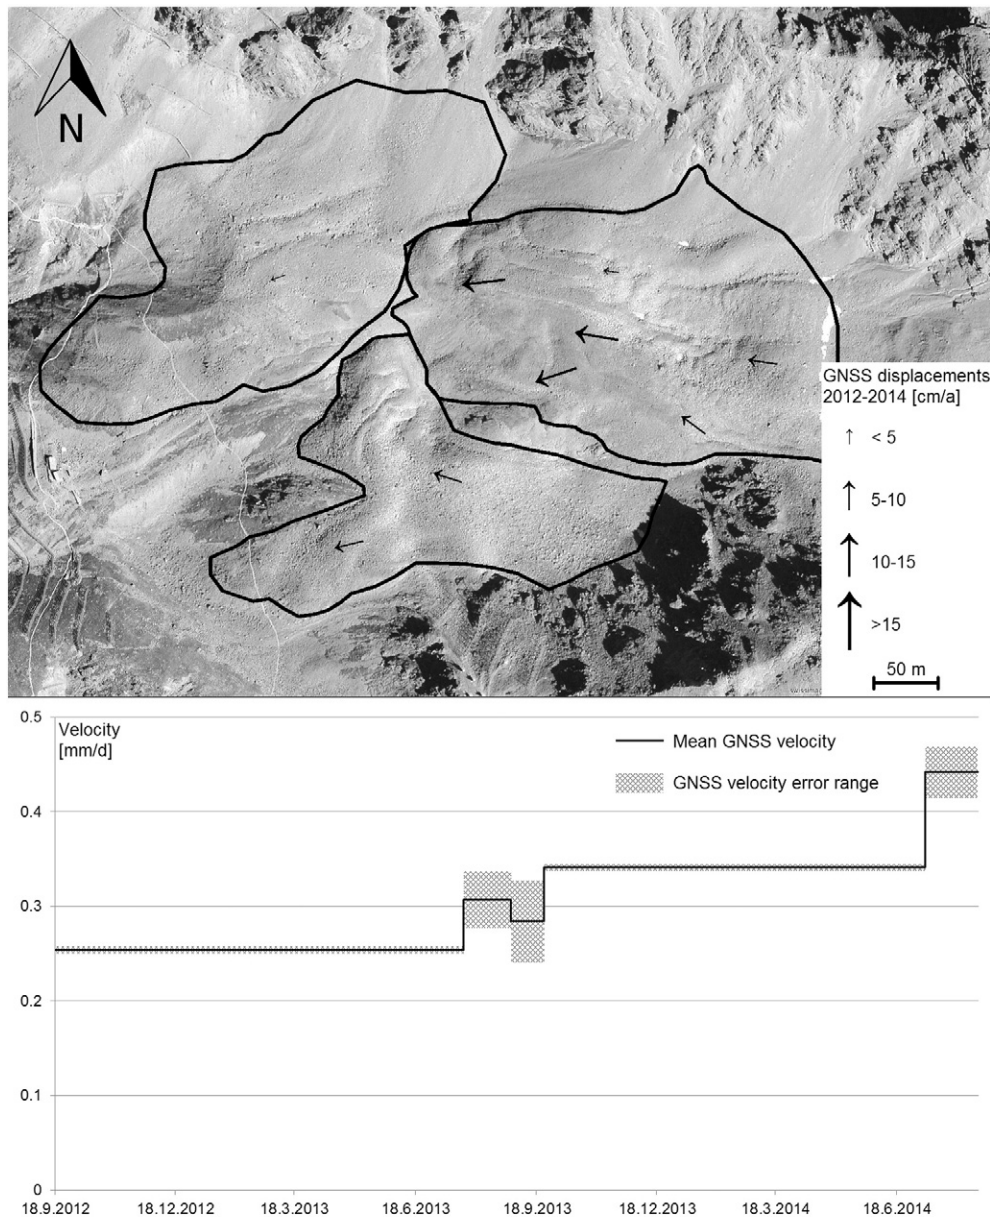 N
GNSS displacements
2012-2014 [cm/a]
< 5
5-10
10-15
>15
50 m
0.5
Velocity
[mm/d]
Mean GNSS velocity
GNSS velocity error range
0.4
0.3
0.2
0.1
0
18.9.2012 18.12.2012 18.3.2013 18.6.2013 18.9.2013 18.12.2013 18.3.2014 18.6.2014